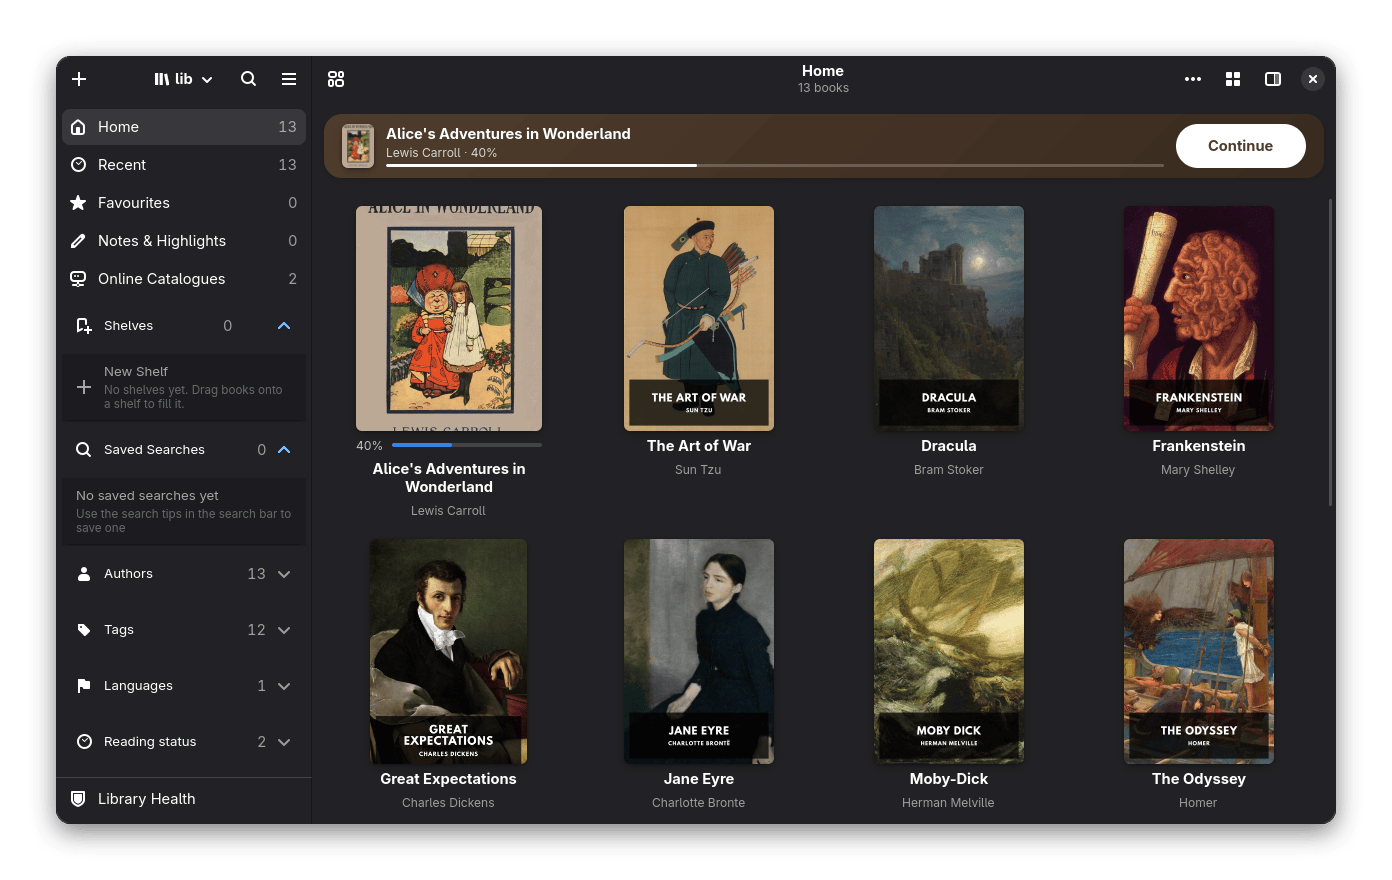 lib
Home
13 books
Home 13
Recent 13
Favourites 0
Notes & Highlights 0
Online Catalogues 2
Shelves 0
New Shelf
No shelves yet. Drag books onto
a shelf to fill it.
Saved Searches 0
No saved searches yet
Use the search tips in the search bar to
save one
Authors 13
Tags 12
Languages 1
Reading status 2
Library Health
Alice's Adventures in Wonderland
Lewis Carroll · 40%
Continue
ALICE IN WONDERLAND
LEWIS CARROLL
40%
Alice's Adventures in
Wonderland
Lewis Carroll
THE ART OF WAR
SUN TZU
The Art of War
Sun Tzu
DRACULA
BRAM STOKER
Dracula
Bram Stoker
FRANKENSTEIN
MARY SHELLEY
Frankenstein
Mary Shelley
GREAT
EXPECTATIONS
CHARLES DICKENS
Great Expectations
Charles Dickens
JANE EYRE
CHARLOTTE BRONTË
Jane Eyre
Charlotte Bronte
MOBY DICK
HERMAN MELVILLE
Moby-Dick
Herman Melville
THE ODYSSEY
HOMER
The Odyssey
Homer